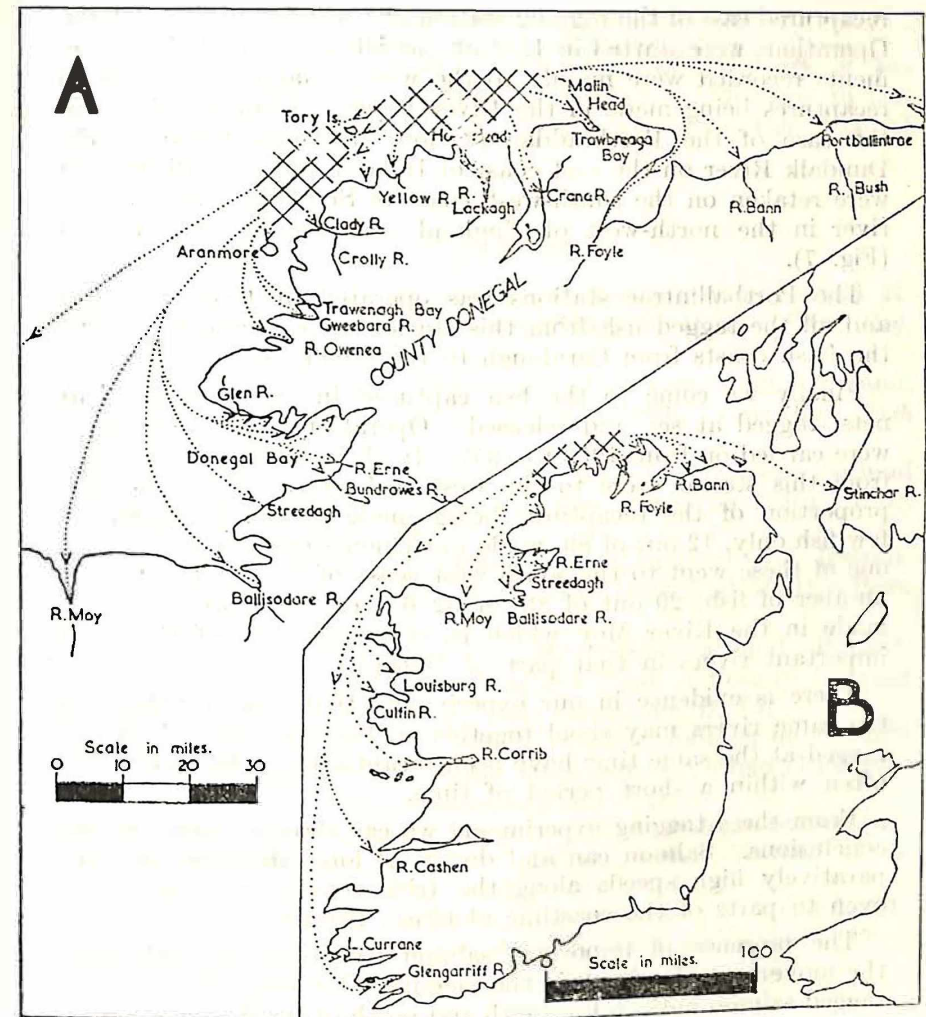 A
Malin
Head
Tory Is.
Trawbreaga
Bay
Portballintrae
Yellow R.
R.
Lackagh
Crana R.
R.
Bush
R. Bann
Clady R.
Aranmore
Crolly R.
R. Foyle
Trawenagh Bay
Gweebara R.
R. Owenea
COUNTY DONEGAL
Glen R.
Donegal Bay
R. Erne
Bundrowes R.
Streedagh
R. Moy
Ballisodare R.
Scale in miles.
0 10 20 30
R. Bann
R. Foyle
Stinchar R.
R. Erne
Streedagh
R. Moy
Ballisodare R.
B
Louisburg R.
Culfin R.
R. Corrib
R. Cashen
L. Currane
Glengarriff R.
Scale in miles.
0 100